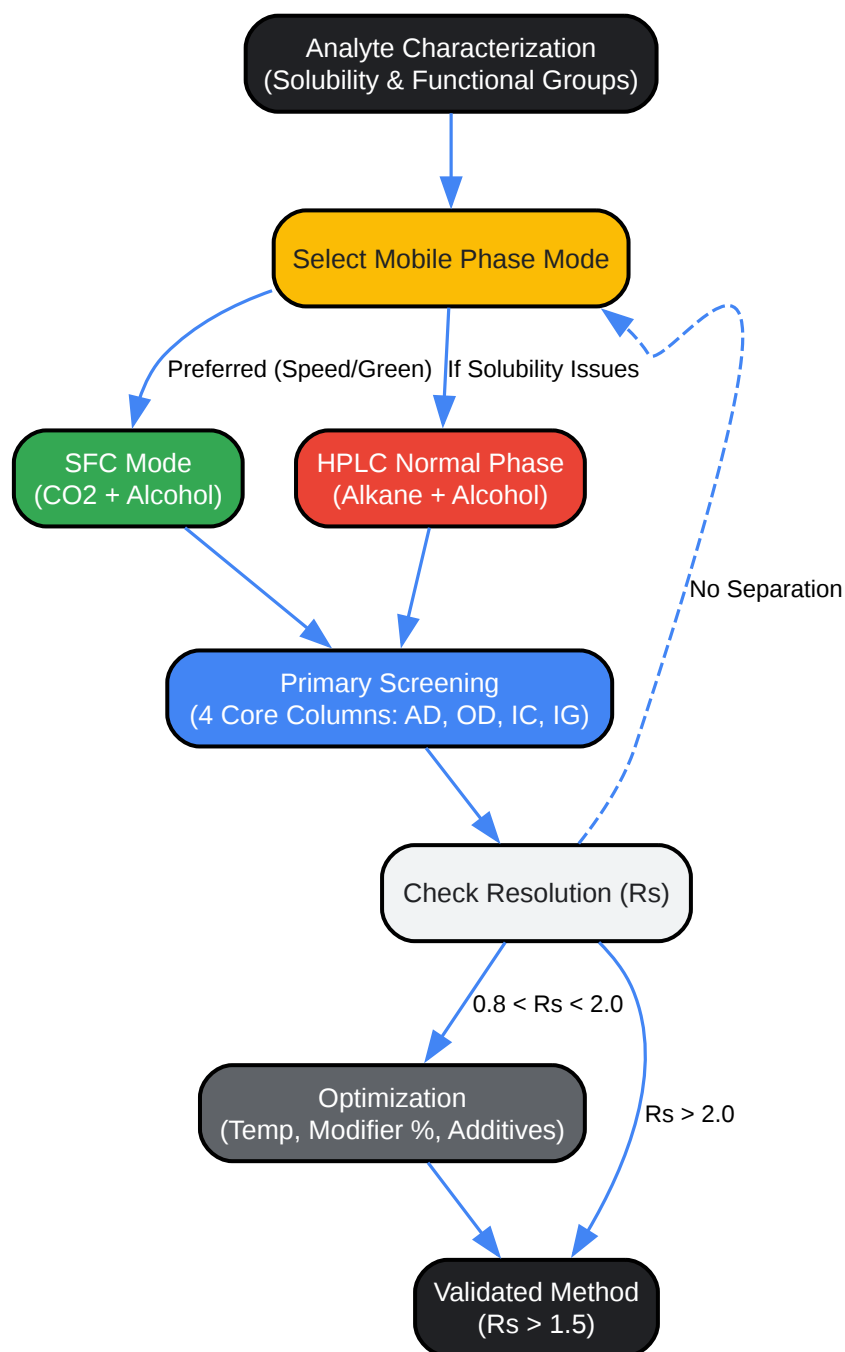 Analyte Characterization
(Solubility & Functional Groups)
Select Mobile Phase Mode
Preferred (Speed/Green)
If Solubility Issues
SFC Mode
(CO2 + Alcohol)
HPLC Normal Phase
(Alkane + Alcohol)
No Separation
Primary Screening
(4 Core Columns: AD, OD, IC, IG)
Check Resolution (Rs)
0.8 < Rs < 2.0
Optimization
(Temp, Modifier %, Additives)
Rs > 2.0
Validated Method
(Rs > 1.5)